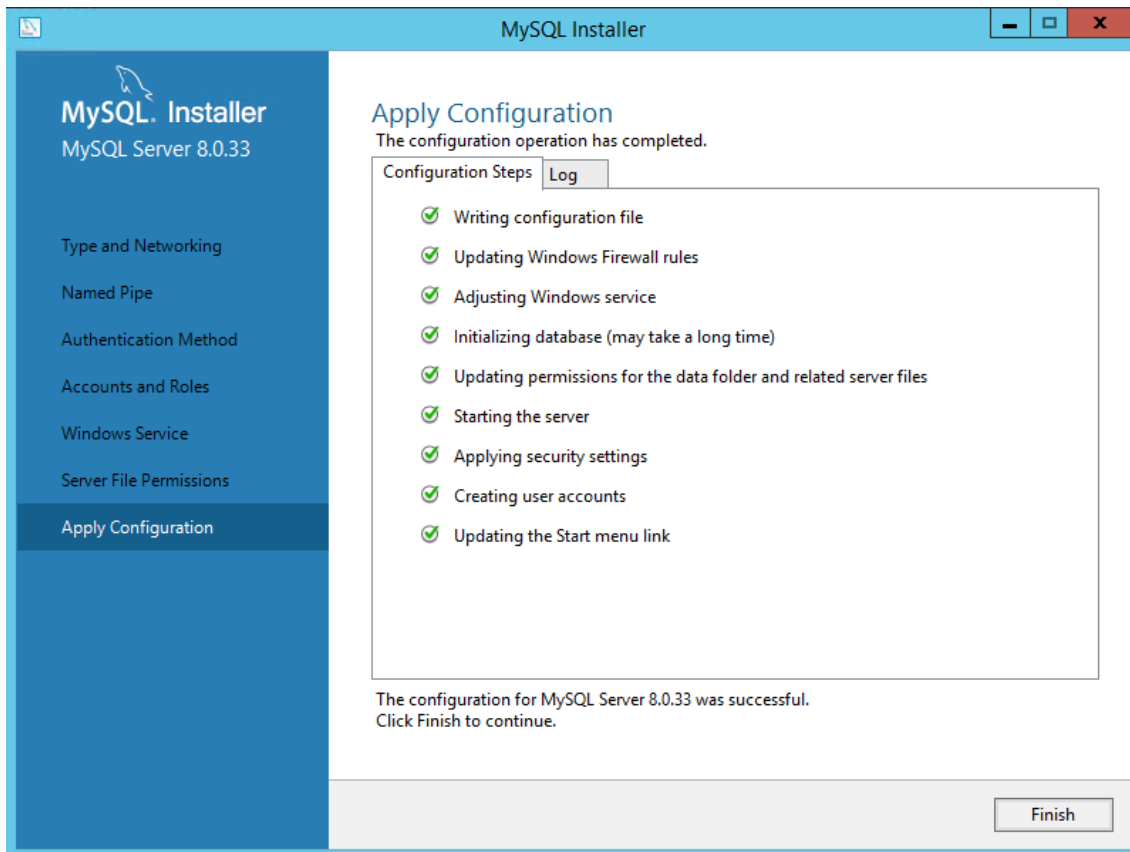 MySQL Installer
MySQL. Installer
MySQL Server 8.0.33
Type and Networking
Named Pipe
Authentication Method
Accounts and Roles
Windows Service
Server File Permissions
Apply Configuration
Apply Configuration
The configuration operation has completed.
Configuration Steps Log
Writing configuration file
Updating Windows Firewall rules
Adjusting Windows service
Initializing database (may take a long time)
Updating permissions for the data folder and related server files
Starting the server
Applying security settings
Creating user accounts
Updating the Start menu link
The configuration for MySQL Server 8.0.33 was successful.
Click Finish to continue.
Finish